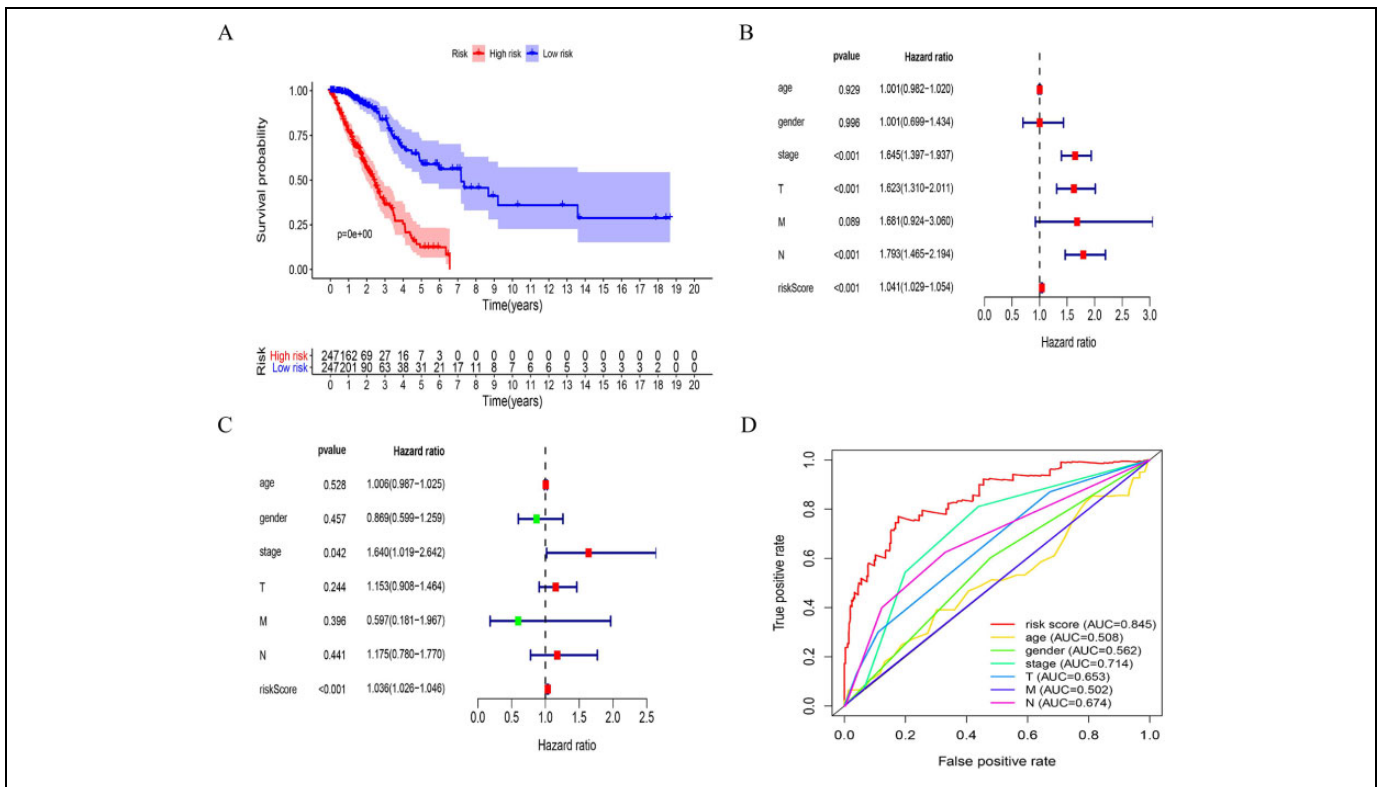 A
Risk High risk Low risk
Survival probability
1.00
0.75
0.50
0.25
0.00
p=0e+00
0 1 2 3 4 5 6 7 8 9 10 11 12 13 14 15 16 17 18 19 20
Time(years)
Risk
High risk 247 162 69 27 16 7 3 0 0 0 0 0 0 0 0 0 0 0 0 0 0
Low risk 247 201 90 63 38 31 21 17 11 8 7 6 6 5 3 3 3 3 2 0 0
0 1 2 3 4 5 6 7 8 9 10 11 12 13 14 15 16 17 18 19 20
Time(years)
B
pvalue Hazard ratio
age 0.929 1.001(0.982−1.020)
gender 0.996 1.001(0.699−1.434)
stage <0.001 1.645(1.397−1.937)
T <0.001 1.623(1.310−2.011)
M 0.089 1.681(0.924−3.060)
N <0.001 1.793(1.465−2.194)
riskScore <0.001 1.041(1.029−1.054)
0.0 0.5 1.0 1.5 2.0 2.5 3.0
Hazard ratio
C
pvalue Hazard ratio
age 0.528 1.006(0.987−1.025)
gender 0.457 0.869(0.599−1.259)
stage 0.042 1.640(1.019−2.642)
T 0.244 1.153(0.908−1.464)
M 0.396 0.597(0.181−1.967)
N 0.441 1.175(0.780−1.770)
riskScore <0.001 1.036(1.026−1.046)
0.0 0.5 1.0 1.5 2.0 2.5
Hazard ratio
D
True positive rate
1.0
0.8
0.6
0.4
0.2
0.0
risk score (AUC=0.845)
age (AUC=0.508)
gender (AUC=0.562)
stage (AUC=0.714)
T (AUC=0.653)
M (AUC=0.502)
N (AUC=0.674)
0.0 0.2 0.4 0.6 0.8 1.0
False positive rate